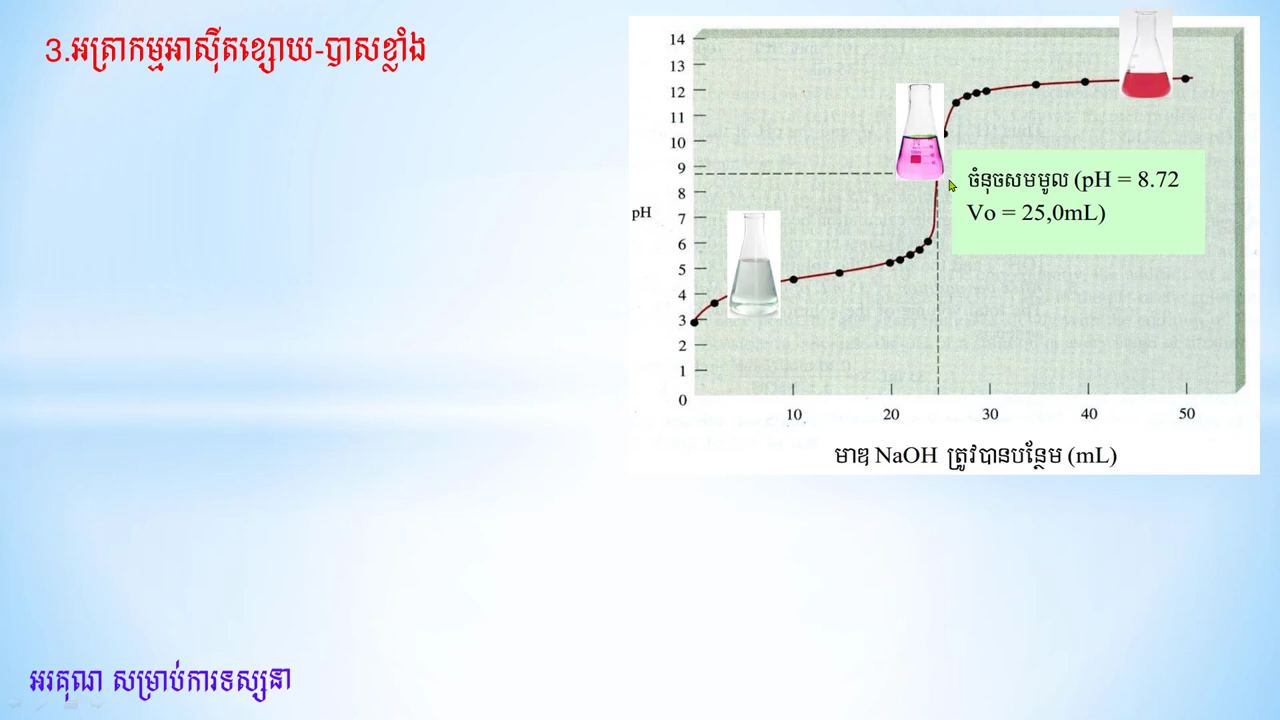 3.អត្រាកម្មអាស៊ីតខ្សោយ-បាសខ្លាំង
14
13
12
11
10
9
8
7
6
5
4
3
2
1
0
pH
ចំនុចសមមូល (pH = 8.72
Vo = 25,0mL)
10 20 30 40 50
មាឌ NaOH ត្រូវបានបន្ថែម (mL)
អរគុណ សម្រាប់ការទស្សនា